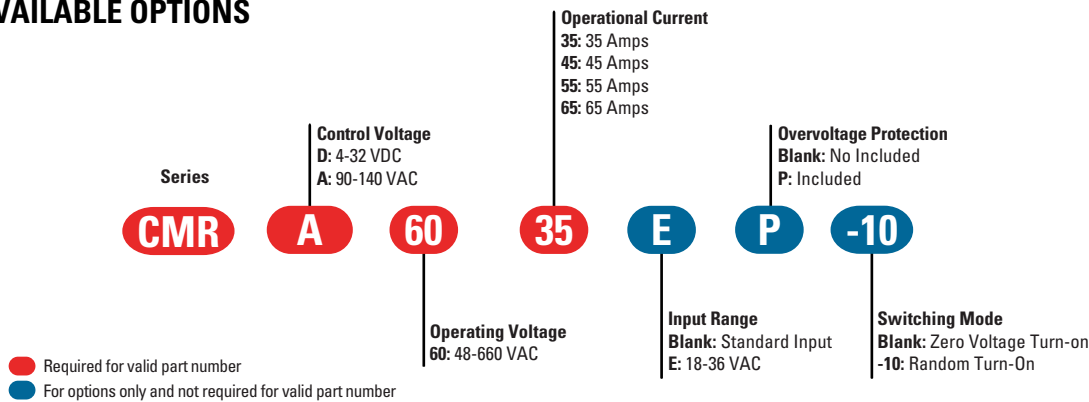 VAILABLE OPTIONS
Operational Current
35: 35 Amps
45: 45 Amps
55: 55 Amps
65: 65 Amps
Control Voltage
D: 4-32 VDC
A: 90-140 VAC
Overvoltage Protection
Blank: No Included
P: Included
Series
CMR A 60 35 E P -10
Operating Voltage
60: 48-660 VAC
Input Range
Blank: Standard Input
E: 18-36 VAC
Switching Mode
Blank: Zero Voltage Turn-on
-10: Random Turn-On
Required for valid part number
For options only and not required for valid part number